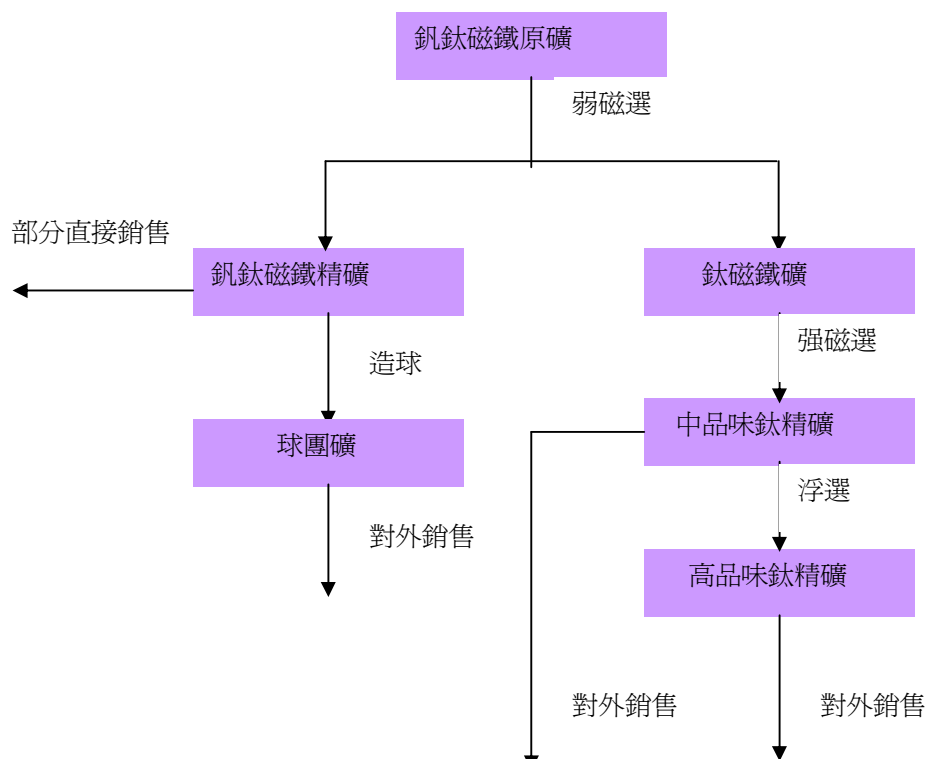 釩鈦磁鐵原礦
弱磁選
部分直接銷售
釩鈦磁鐵精礦
鈦磁鐵礦
强磁選
造球
中品味鈦精礦
球團礦
浮選
對外銷售
高品味鈦精礦
對外銷售
對外銷售